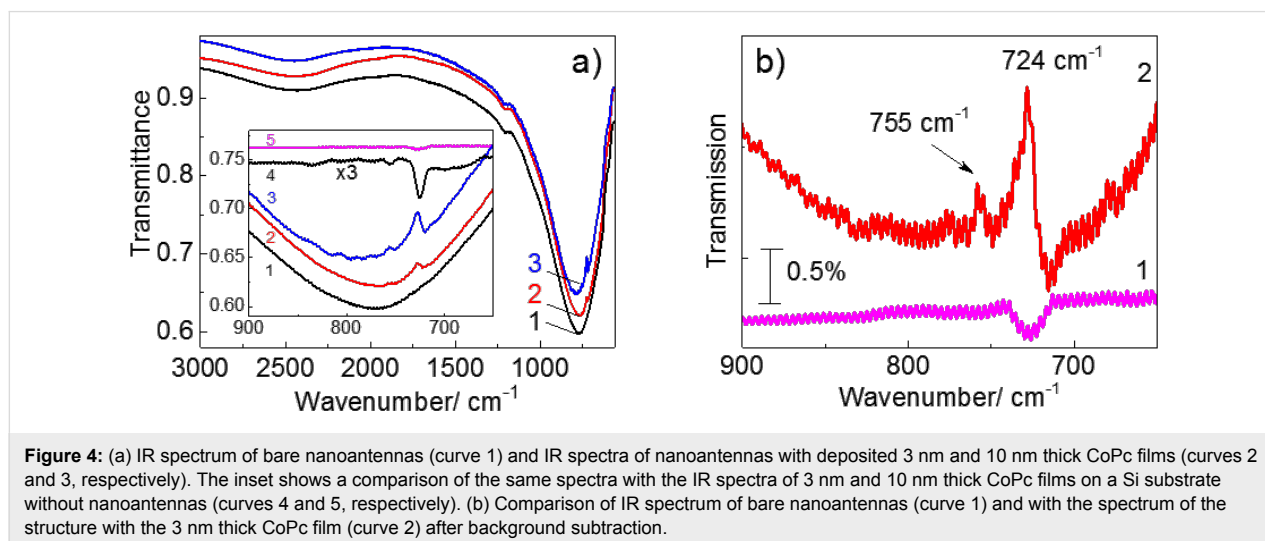 a)
Transmittance
0.9
0.8
0.7
0.6
3000 2500 2000 1500 1000
Wavenumber/ cm⁻¹
3
2
1
5
4 x3
3
2
1
0.75
0.70
0.65
0.60
900 800 700
b)
724 cm⁻¹
2
755 cm⁻¹
0.5%
1
Transmission
900 800 700
Wavenumber/ cm⁻¹
Figure 4: (a) IR spectrum of bare nanoantennas (curve 1) and IR spectra of nanoantennas with deposited 3 nm and 10 nm thick CoPc films (curves 2
and 3, respectively). The inset shows a comparison of the same spectra with the IR spectra of 3 nm and 10 nm thick CoPc films on a Si substrate
without nanoantennas (curves 4 and 5, respectively). (b) Comparison of IR spectrum of bare nanoantennas (curve 1) and with the spectrum of the
structure with the 3 nm thick CoPc film (curve 2) after background subtraction.